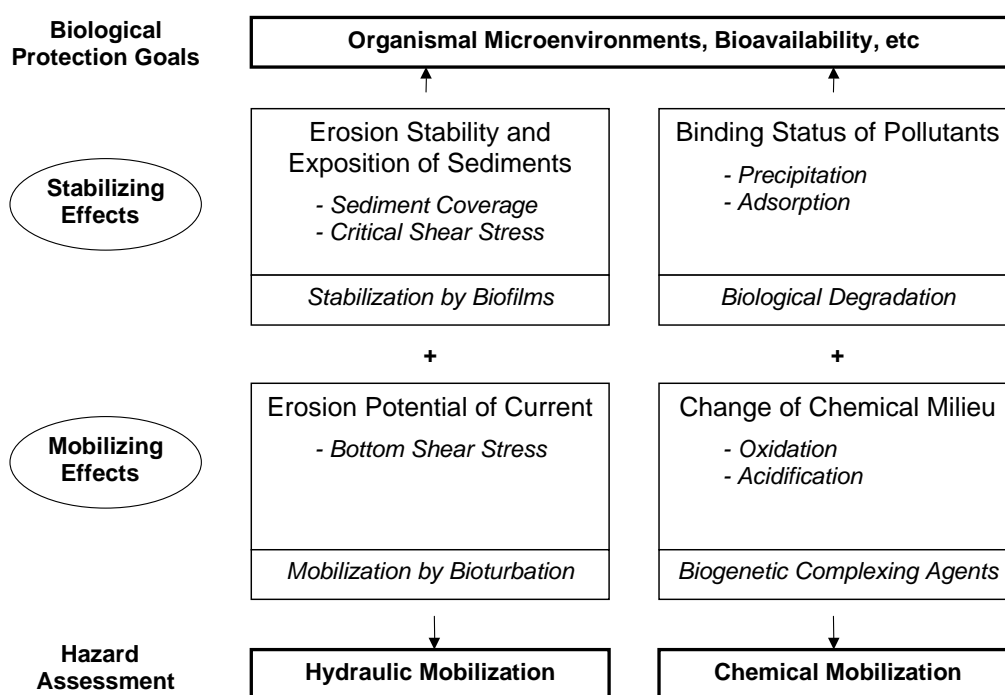 Biological
Protection Goals
Organismal Microenvironments, Bioavailability, etc
Stabilizing
Effects
Erosion Stability and
Exposition of Sediments
- Sediment Coverage
- Critical Shear Stress
Stabilization by Biofilms
Binding Status of Pollutants
- Precipitation
- Adsorption
Biological Degradation
+
+
Mobilizing
Effects
Erosion Potential of Current
- Bottom Shear Stress
Mobilization by Bioturbation
Change of Chemical Milieu
- Oxidation
- Acidification
Biogenetic Complexing Agents
Hazard
Assessment
Hydraulic Mobilization
Chemical Mobilization